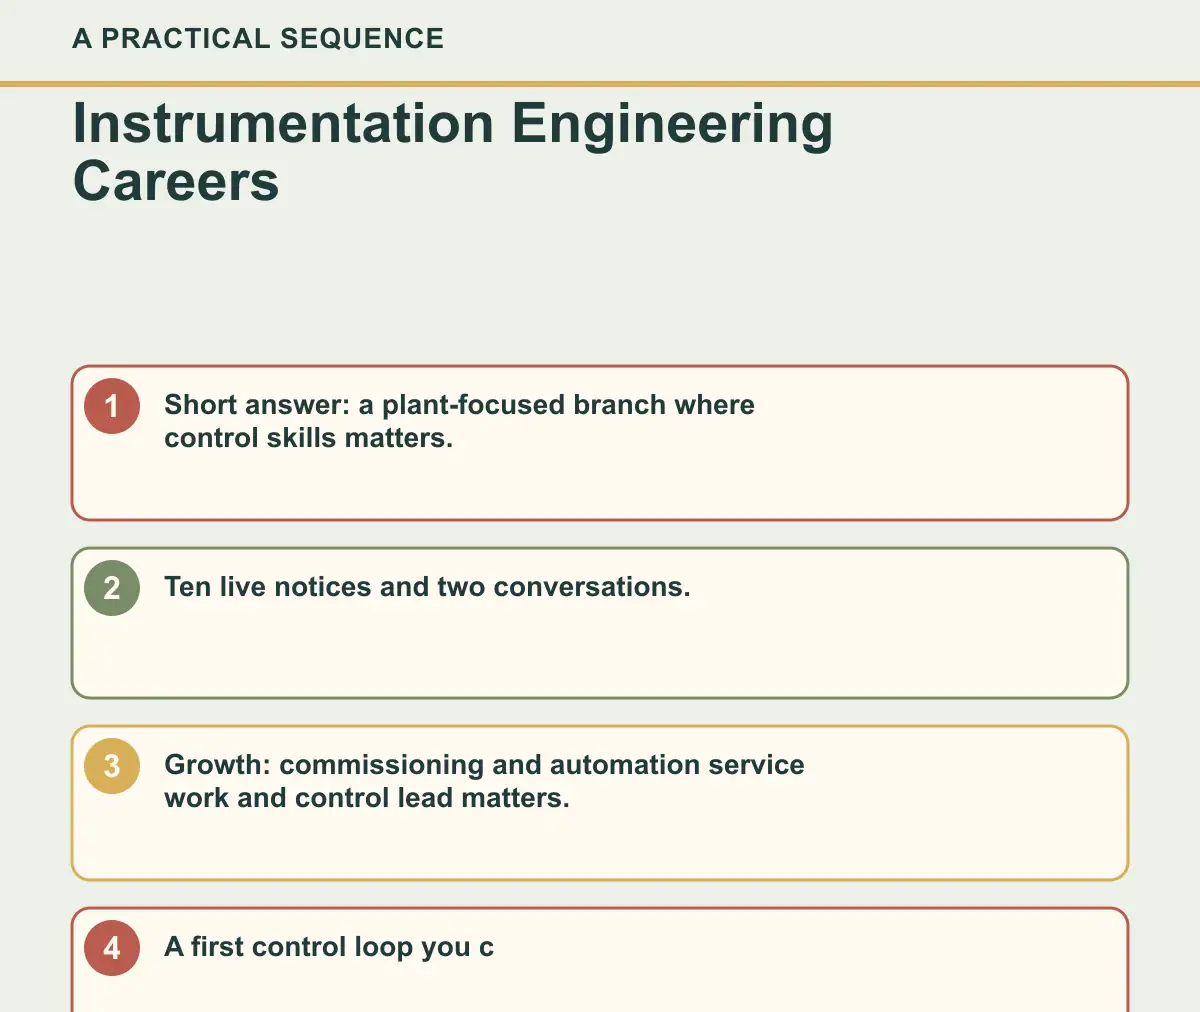 A PRACTICAL SEQUENCE
Instrumentation Engineering
Careers
1
Short answer: a plant-focused branch where
control skills matters.
2
Ten live notices and two conversations.
3
Growth: commissioning and automation service
work and control lead matters.
4
A first control loop you c